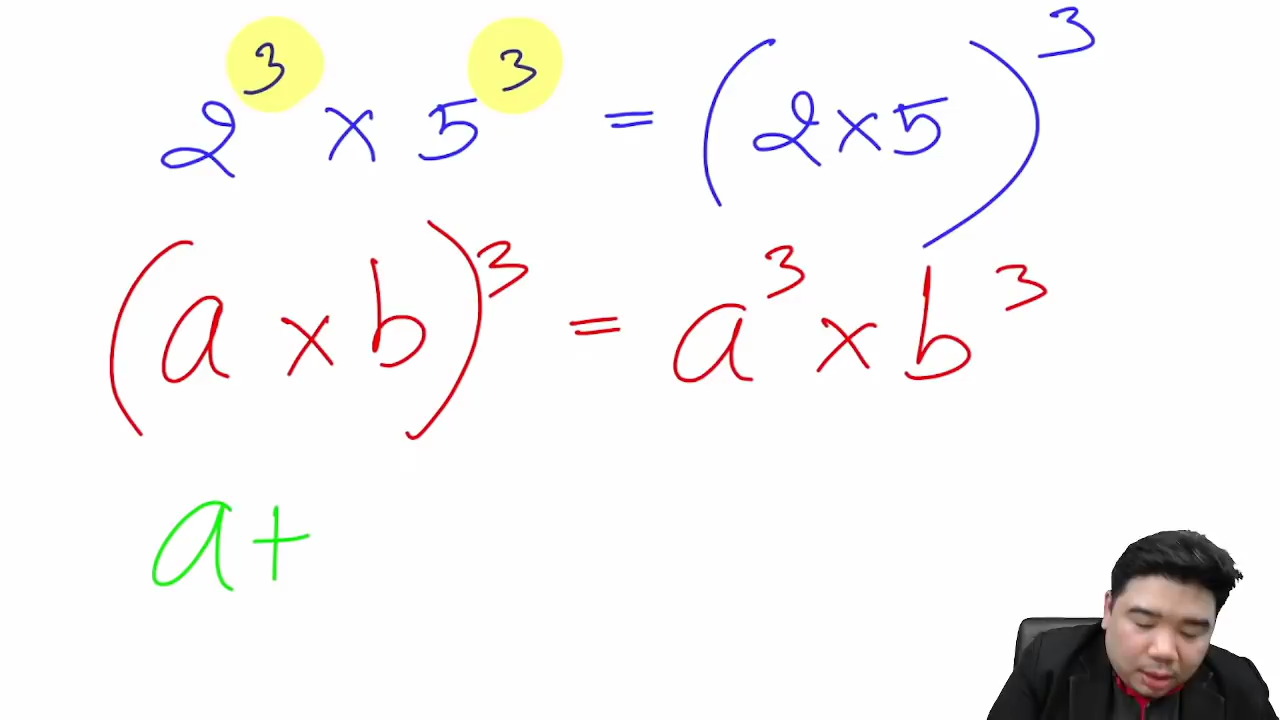 2³ × 5³ = (2×5)³
(a × b)³ = a³ × b³
a+